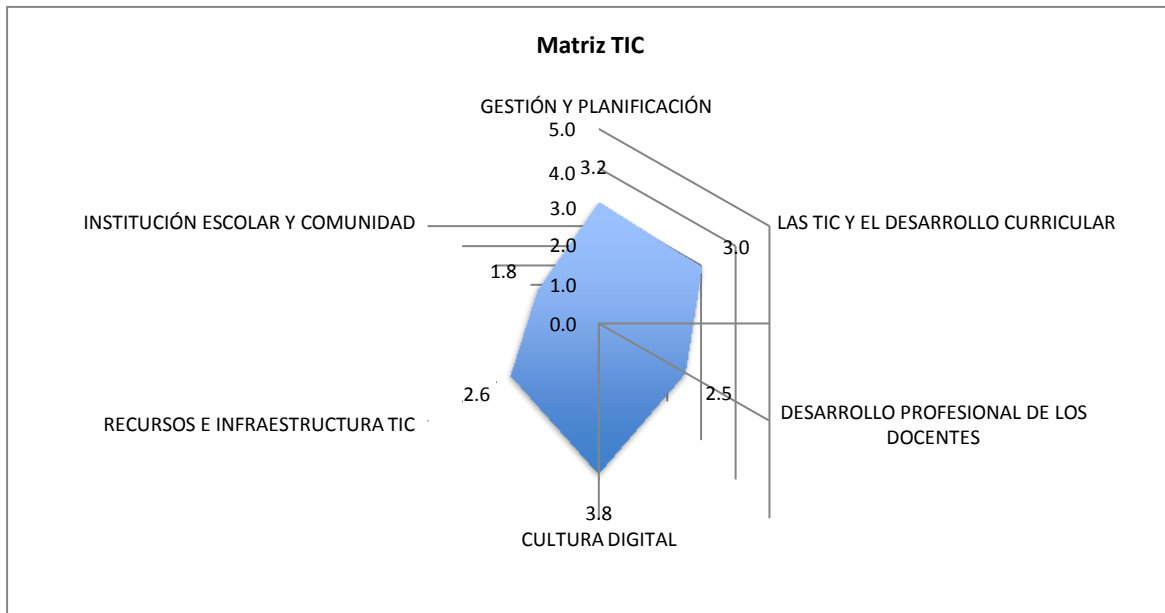 Matriz TIC
GESTIÓN Y PLANIFICACIÓN
5.0
4.0
3.2
3.0
INSTITUCIÓN ESCOLAR Y COMUNIDAD
LAS TIC Y EL DESARROLLO CURRICULAR
2.0
3.0
1.8
1.0
0.0
2.6
2.5
RECURSOS E INFRAESTRUCTURA TIC
DESARROLLO PROFESIONAL DE LOS
DOCENTES
3.8
CULTURA DIGITAL